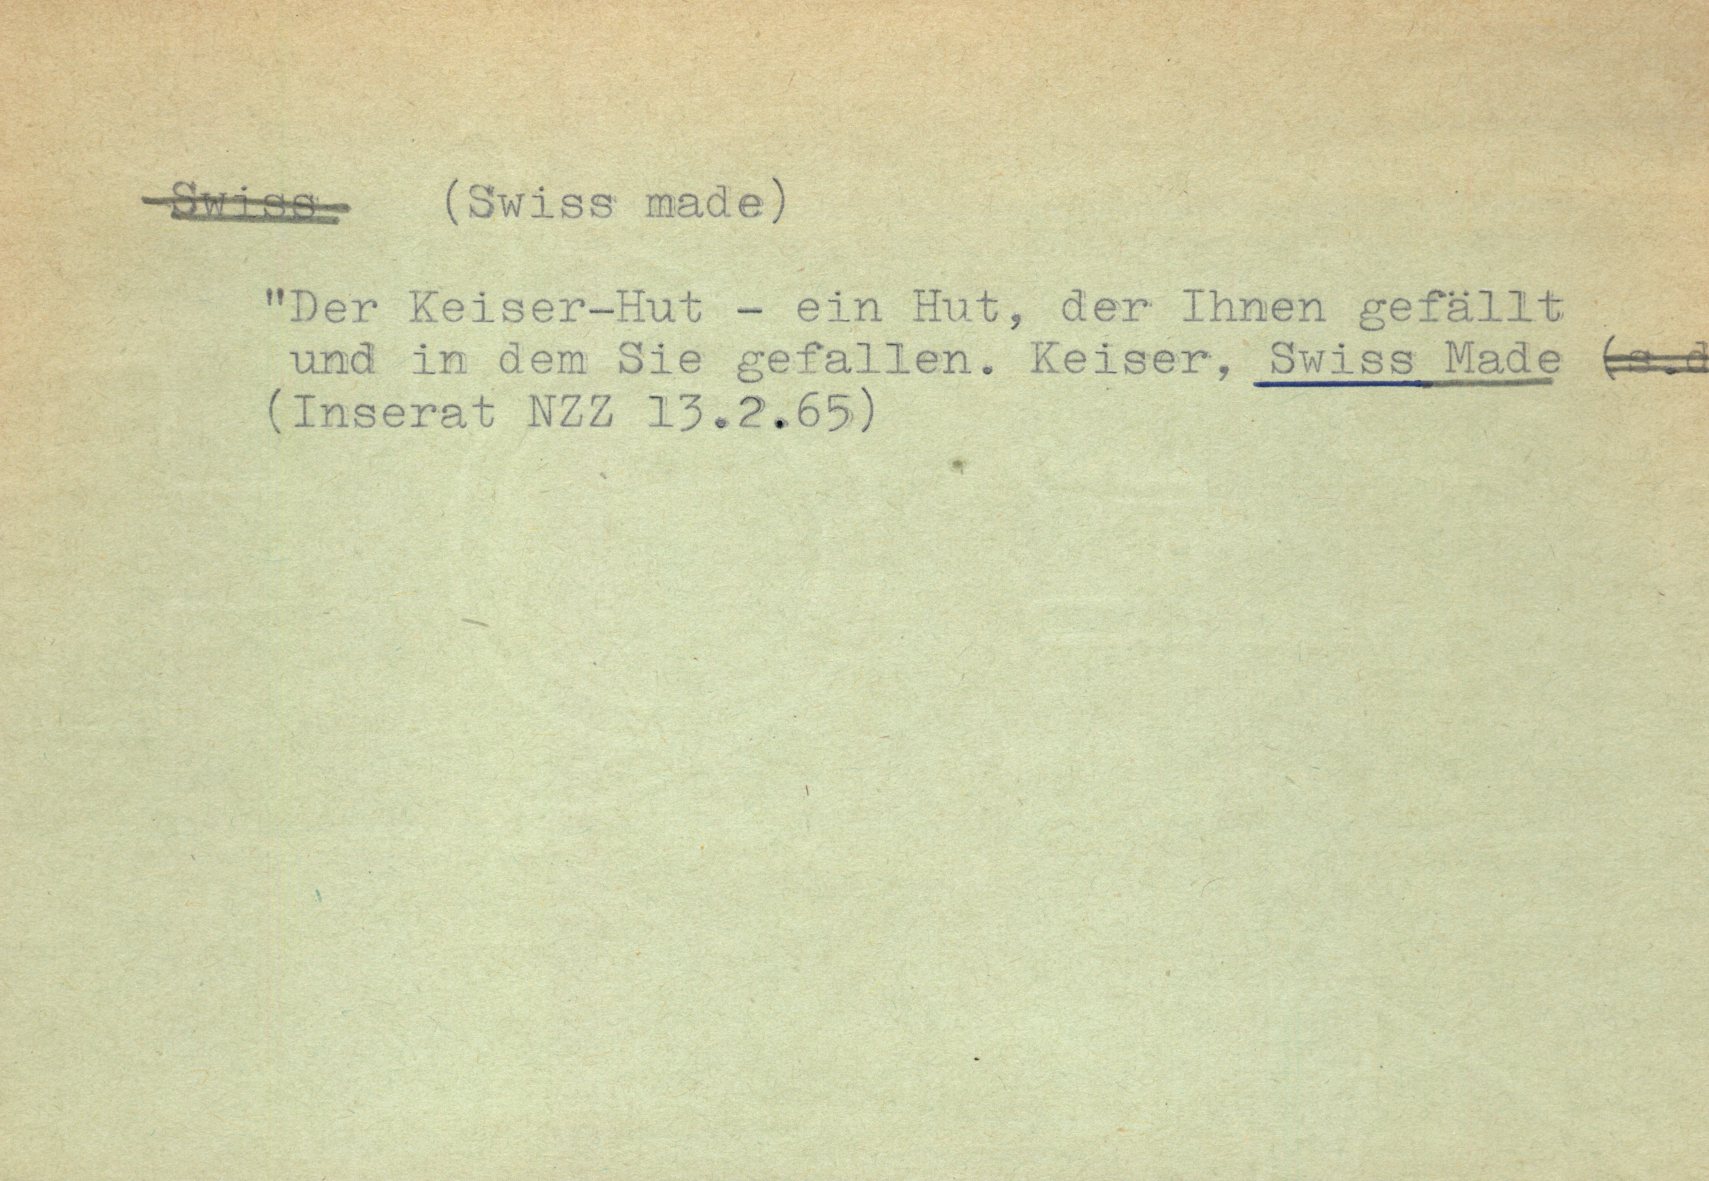 Swiss (Swiss made)
"Der Keiser-Hut - ein Hut, der Ihnen gefällt
und in dem Sie gefallen. Keiser, Swiss Made (s.d
(Inserat NZZ 13.2.65)